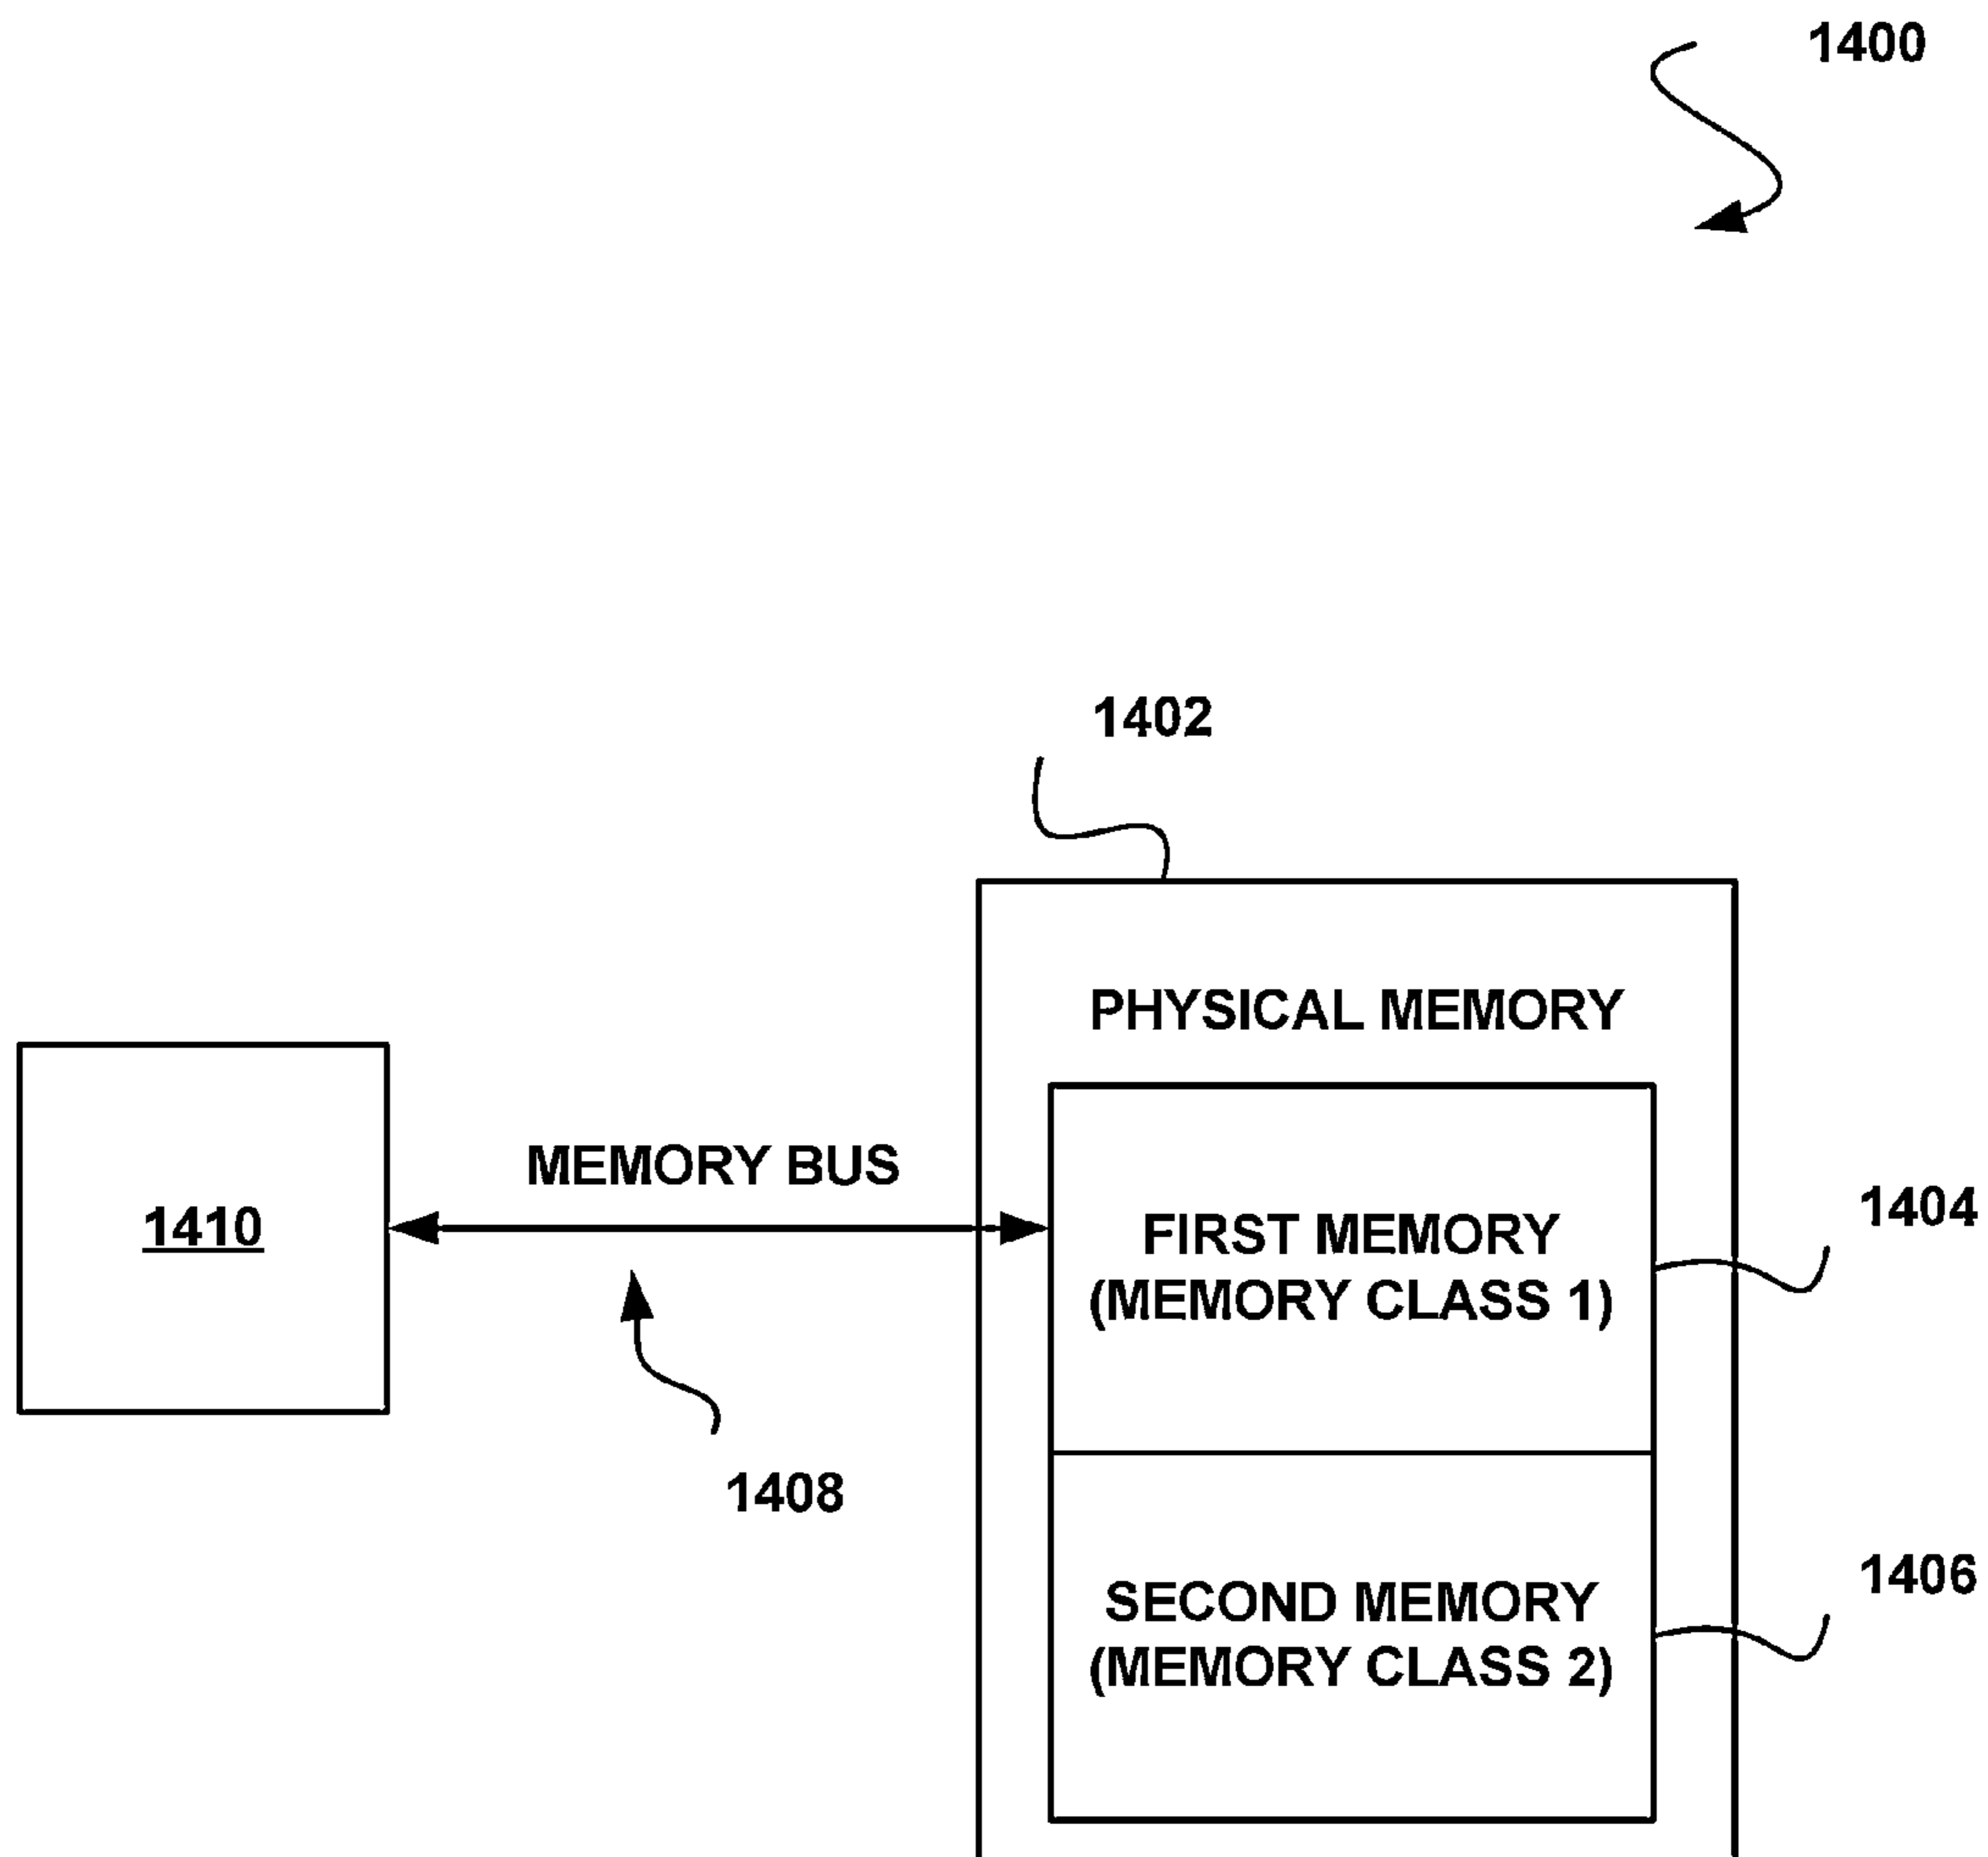 1400
1402
PHYSICAL MEMORY
MEMORY BUS
1410
FIRST MEMORY
(MEMORY CLASS 1)
1404
1408
SECOND MEMORY
(MEMORY CLASS 2)
1406